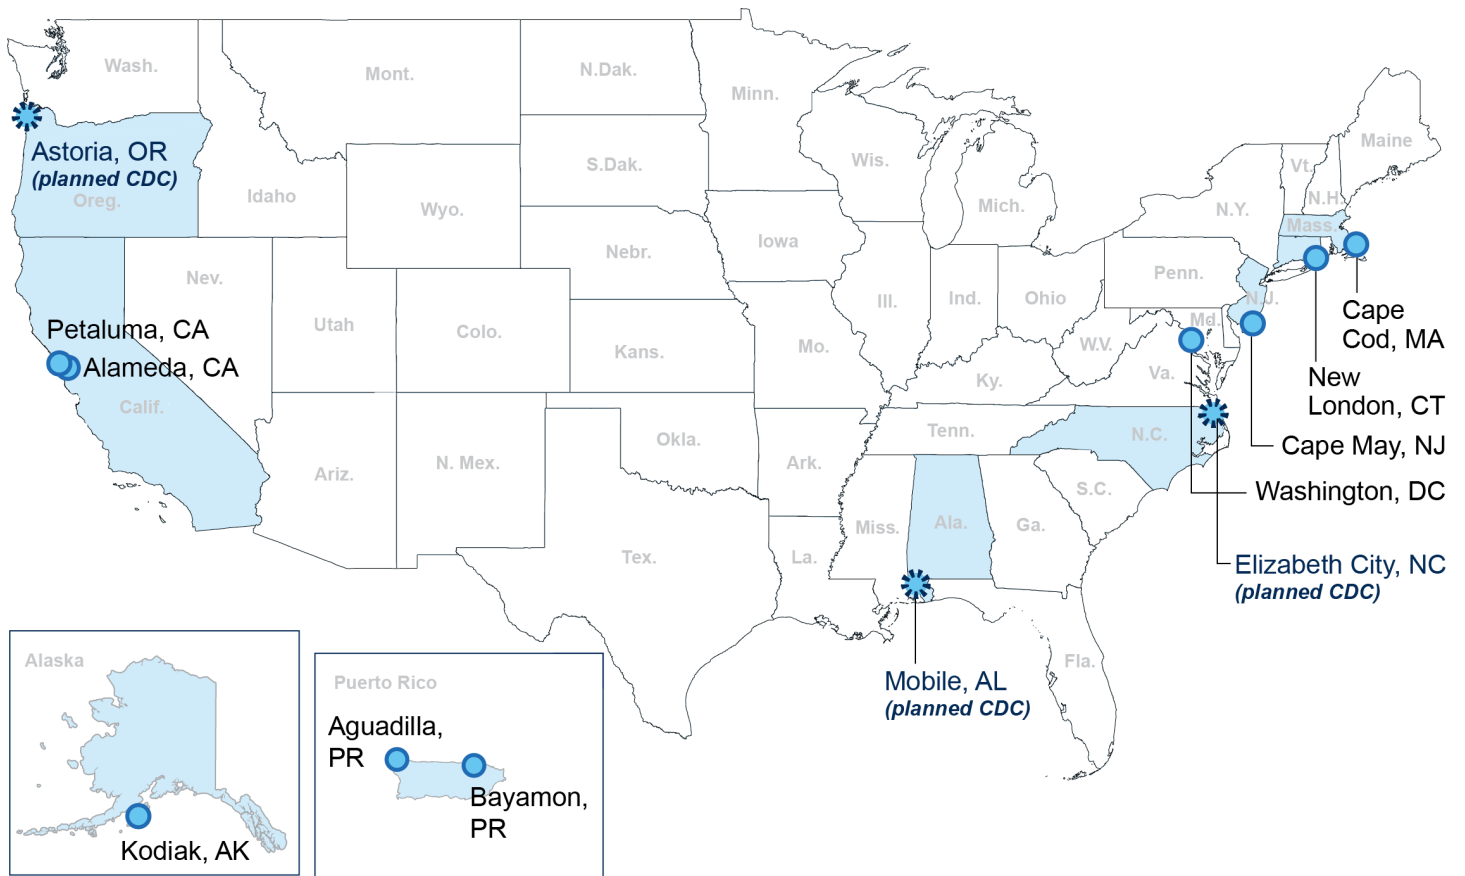 Wash.
Mont.
N.Dak.
Minn.
Maine
Astoria, OR
(planned CDC)
Oreg.
Idaho
S.Dak.
Wis.
Vt.
N.H.
Wyo.
Mich.
N.Y.
Mass.
Nev.
Nebr.
Iowa
Penn.
Utah
Colo.
Ill.
Ind.
Ohio
N.J.
Md.
Cape
Cod, MA
Petaluma, CA
Alameda, CA
Calif.
Kans.
Mo.
W.V.
Va.
Ky.
New
London, CT
Ariz.
N. Mex.
Okla.
Ark.
Tenn.
N.C.
Cape May, NJ
S.C.
Washington, DC
Tex.
La.
Miss.
Ala.
Ga.
Elizabeth City, NC
(planned CDC)
Fla.
Mobile, AL
(planned CDC)
Alaska
Kodiak, AK
Puerto Rico
Aguadilla,
PR
Bayamon,
PR